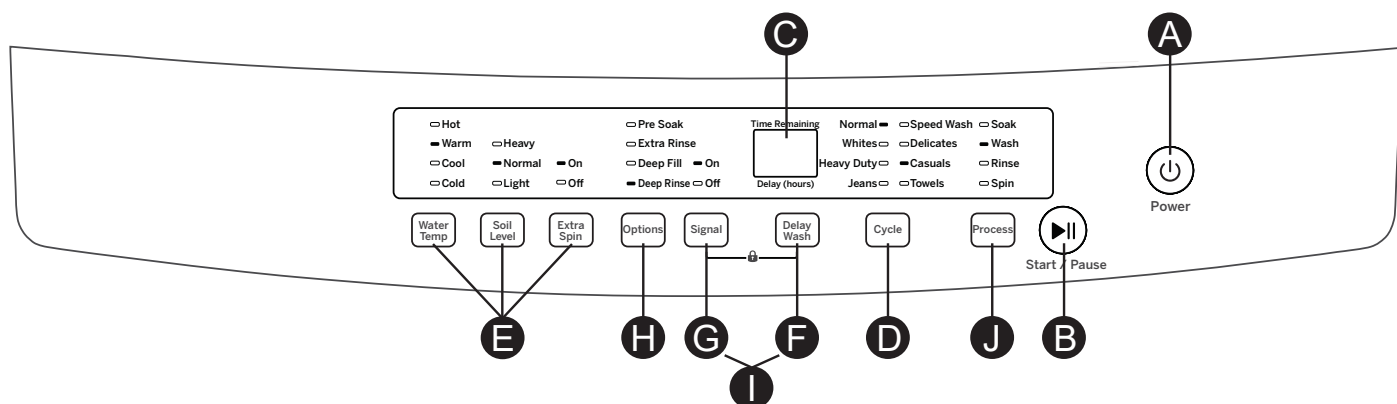 C
A
Hot
Pre Soak
Time Remaining
Normal
Speed Wash
Soak
Warm
Heavy
Extra Rinse
Whites
Delicates
Wash
Cool
Normal
On
Deep Fill
On
Heavy Duty
Casuals
Rinse
Cold
Light
Off
Deep Rinse
Off
Delay (hours)
Jeans
Towels
Spin
Power
Water
Temp
Soil
Level
Extra
Spin
Options
Signal
Delay
Wash
Cycle
Process
Start / Pause
E
H
G
F
D
J
B
I